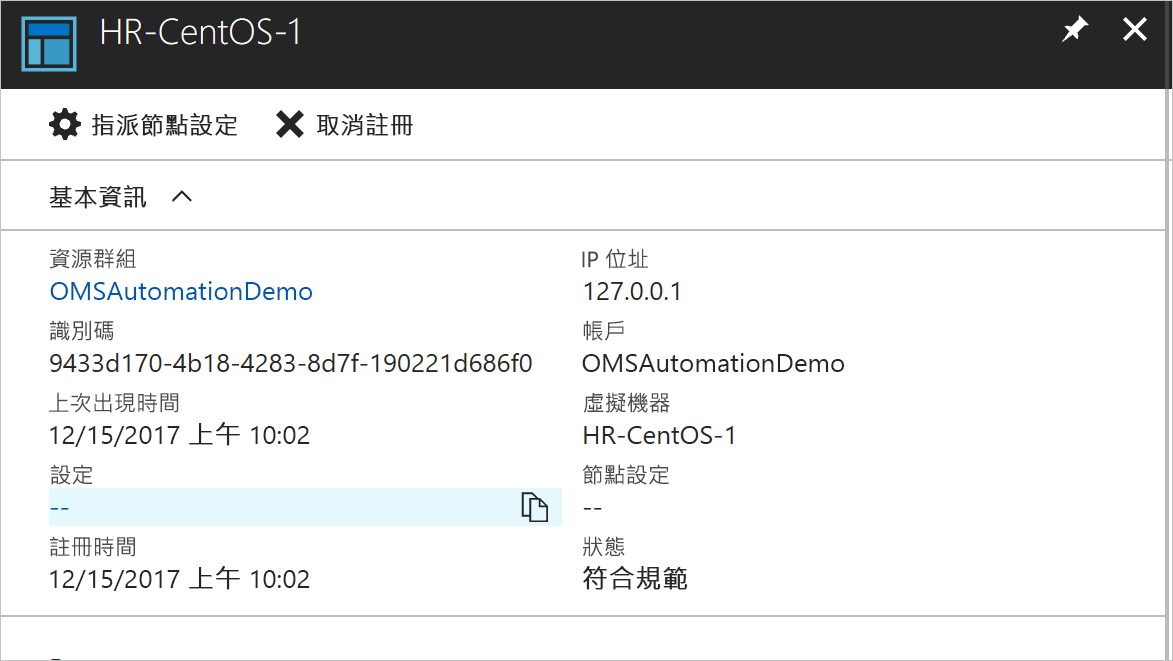 HR-CentOS-1
指派節點設定 取消註冊
基本資訊
資源群組
OMSAutomationDemo
識別碼
9433d170-4b18-4283-8d7f-190221d686f0
上次出現時間
12/15/2017 上午 10:02
設定
--
註冊時間
12/15/2017 上午 10:02
IP 位址
127.0.0.1
帳戶
OMSAutomationDemo
虛擬機器
HR-CentOS-1
節點設定
--
狀態
符合規範